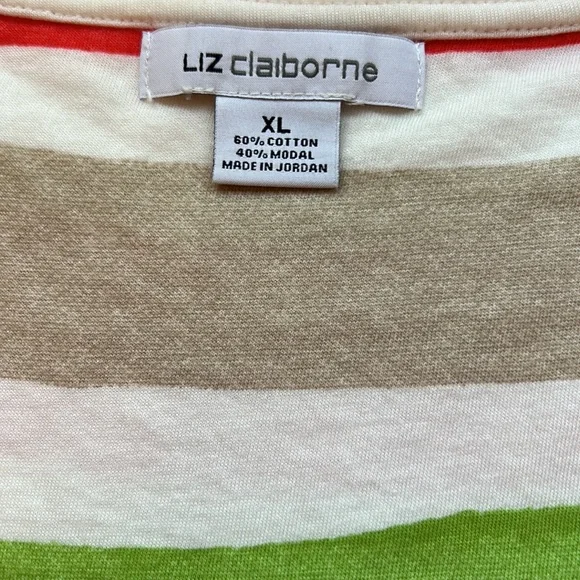 LIZ claiborne
XL
60% COTTON
40% MODAL
MADE IN JORDAN